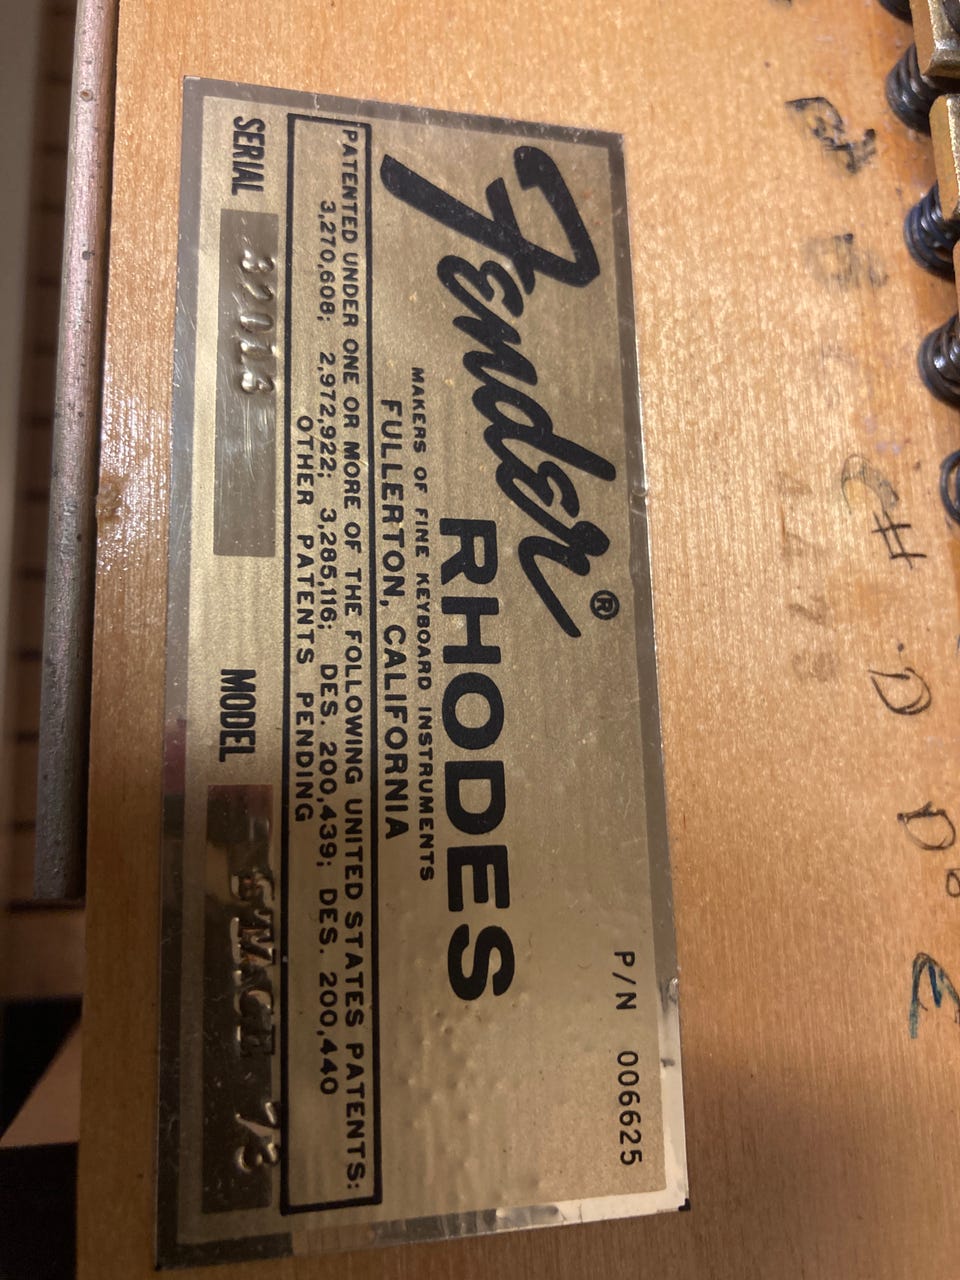 P/N 006625
Fender®
RHODES
MAKERS OF FINE KEYBOARD INSTRUMENTS
FULLERTON, CALIFORNIA
PATENTED UNDER ONE OR MORE OF THE FOLLOWING UNITED STATES PATENTS:
3,270,608; 2,972,922; 3,285,116; DES. 200,439; DES. 200,440
OTHER PATENTS PENDING
SERIAL MODEL
C#
D
E